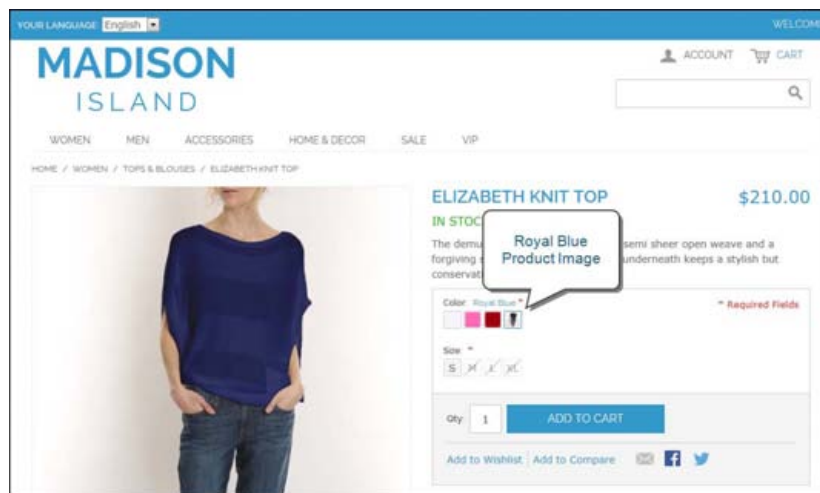 YOUR LANGUAGE: English
WELCOME
MADISON
ISLAND
ACCOUNT CART
WOMEN MEN ACCESSORIES HOME & DECOR SALE VIP
HOME / WOMEN / TOPS & BLOUSES / ELIZABETH KNIT TOP
ELIZABETH KNIT TOP $210.00
IN STOC
Royal Blue
Product Image
The demu semi sheer open weave and a
forgiving s underneath keeps a stylish but
conservat
Color: Royal Blue * * Required Fields
Size: *
S M L XL
Qty: 1 ADD TO CART
Add to Wishlist | Add to Compare